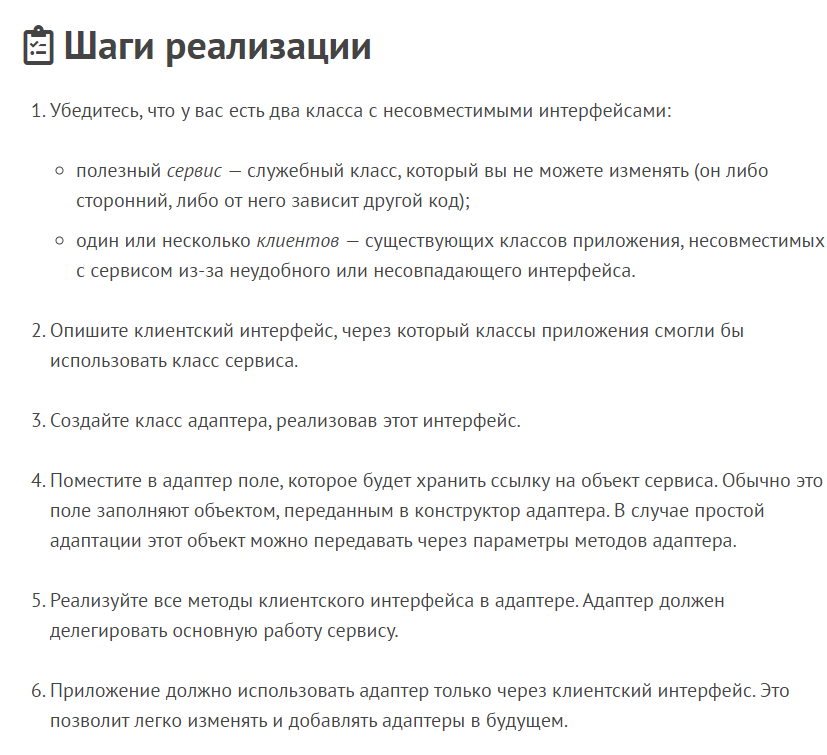 Шаги реализации
1. Убедитесь, что у вас есть два класса с несовместимыми интерфейсами:
полезный сервис — служебный класс, который вы не можете изменять (он либо
сторонний, либо от него зависит другой код);
один или несколько клиентов — существующих классов приложения, несовместимых
с сервисом из-за неудобного или несовпадающего интерфейса.
2. Опишите клиентский интерфейс, через который классы приложения смогли бы
использовать класс сервиса.
3. Создайте класс адаптера, реализовав этот интерфейс.
4. Поместите в адаптер поле, которое будет хранить ссылку на объект сервиса. Обычно это
поле заполняют объектом, переданным в конструктор адаптера. В случае простой
адаптации этот объект можно передавать через параметры методов адаптера.
5. Реализуйте все методы клиентского интерфейса в адаптере. Адаптер должен
делегировать основную работу сервису.
6. Приложение должно использовать адаптер только через клиентский интерфейс. Это
позволит легко изменять и добавлять адаптеры в будущем.